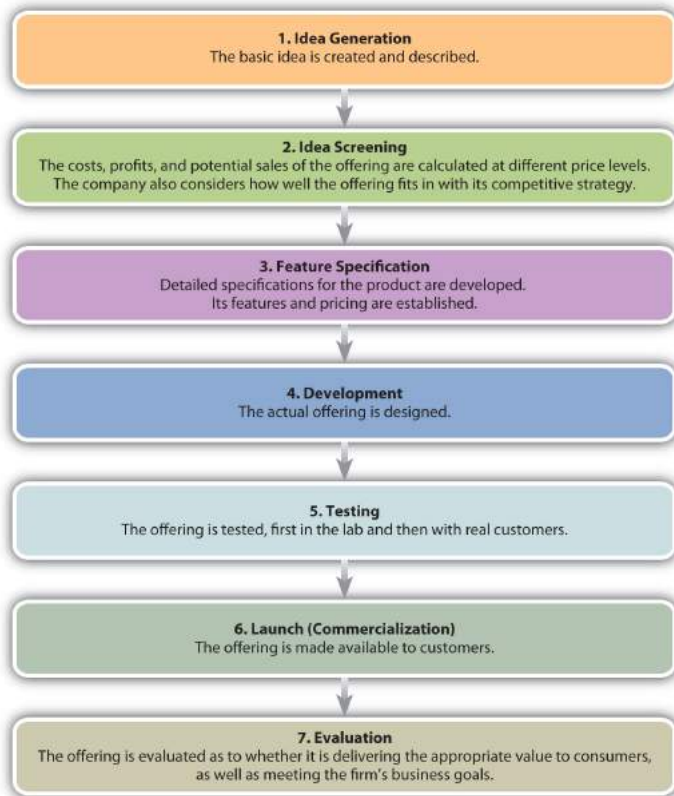 1. Idea Generation
The basic idea is created and described.
2. Idea Screening
The costs, profits, and potential sales of the offering are calculated at different price levels.
The company also considers how well the offering fits in with its competitive strategy.
3. Feature Specification
Detailed specifications for the product are developed.
Its features and pricing are established.
4. Development
The actual offering is designed.
5. Testing
The offering is tested, first in the lab and then with real customers.
6. Launch (Commercialization)
The offering is made available to customers.
7. Evaluation
The offering is evaluated as to whether it is delivering the appropriate value to consumers,
as well as meeting the firm's business goals.